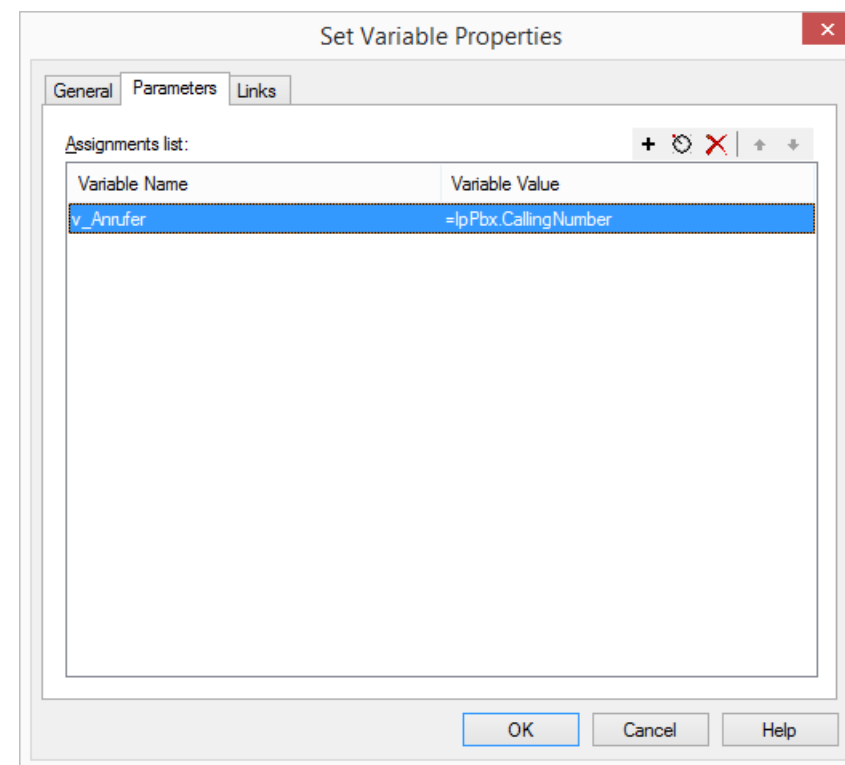 Set Variable Properties
General Parameters Links
Assignments list:
Variable Name Variable Value
v_Anrufer =IpPbx.CallingNumber
OK Cancel Help